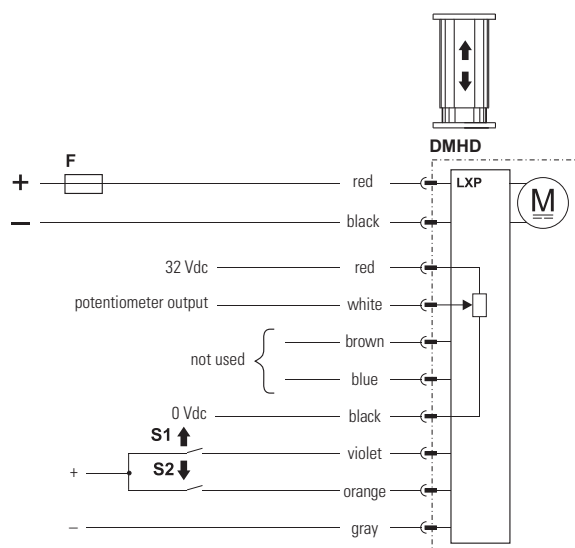 DMHD
F
+ red LXP
M
− black
32 Vdc red
potentiometer output white
brown
not used
blue
0 Vdc black
S1 violet
+ S2
orange
− gray